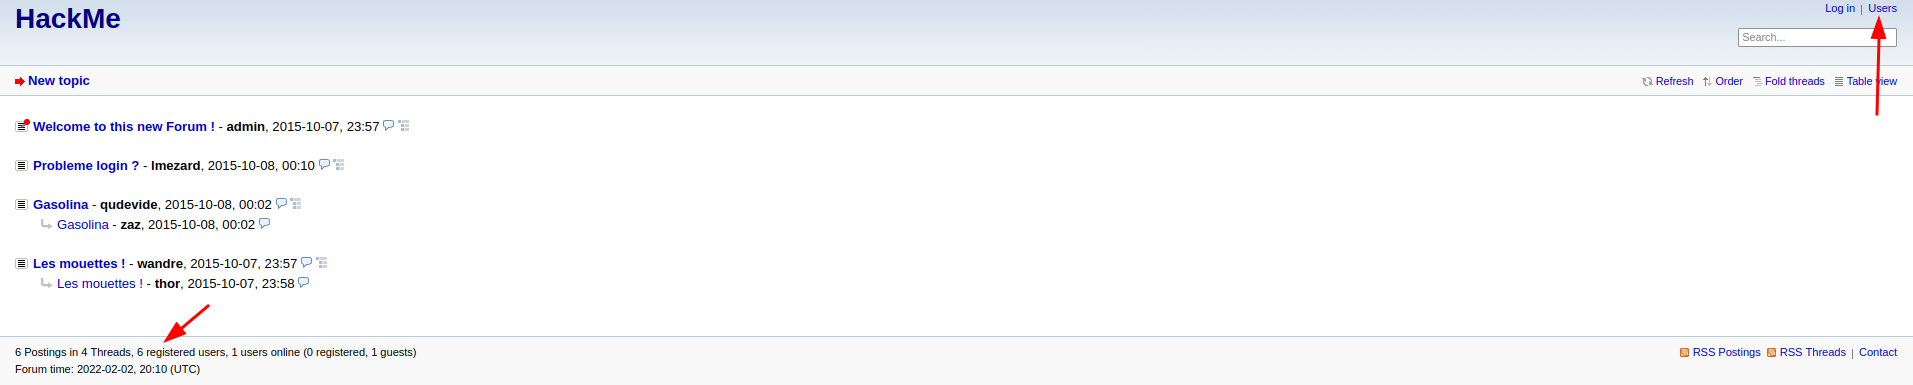 HackMe
Log in | Users
Search...
New topic
Refresh Order Fold threads Table view
Welcome to this new Forum ! - admin, 2015-10-07, 23:57
Probleme login ? - lmezard, 2015-10-08, 00:10
Gasolina - qudevide, 2015-10-08, 00:02
Gasolina - zaz, 2015-10-08, 00:02
Les mouettes ! - wandre, 2015-10-07, 23:57
Les mouettes ! - thor, 2015-10-07, 23:58
6 Postings in 4 Threads, 6 registered users, 1 users online (0 registered, 1 guests)
RSS Postings RSS Threads | Contact
Forum time: 2022-02-02, 20:10 (UTC)